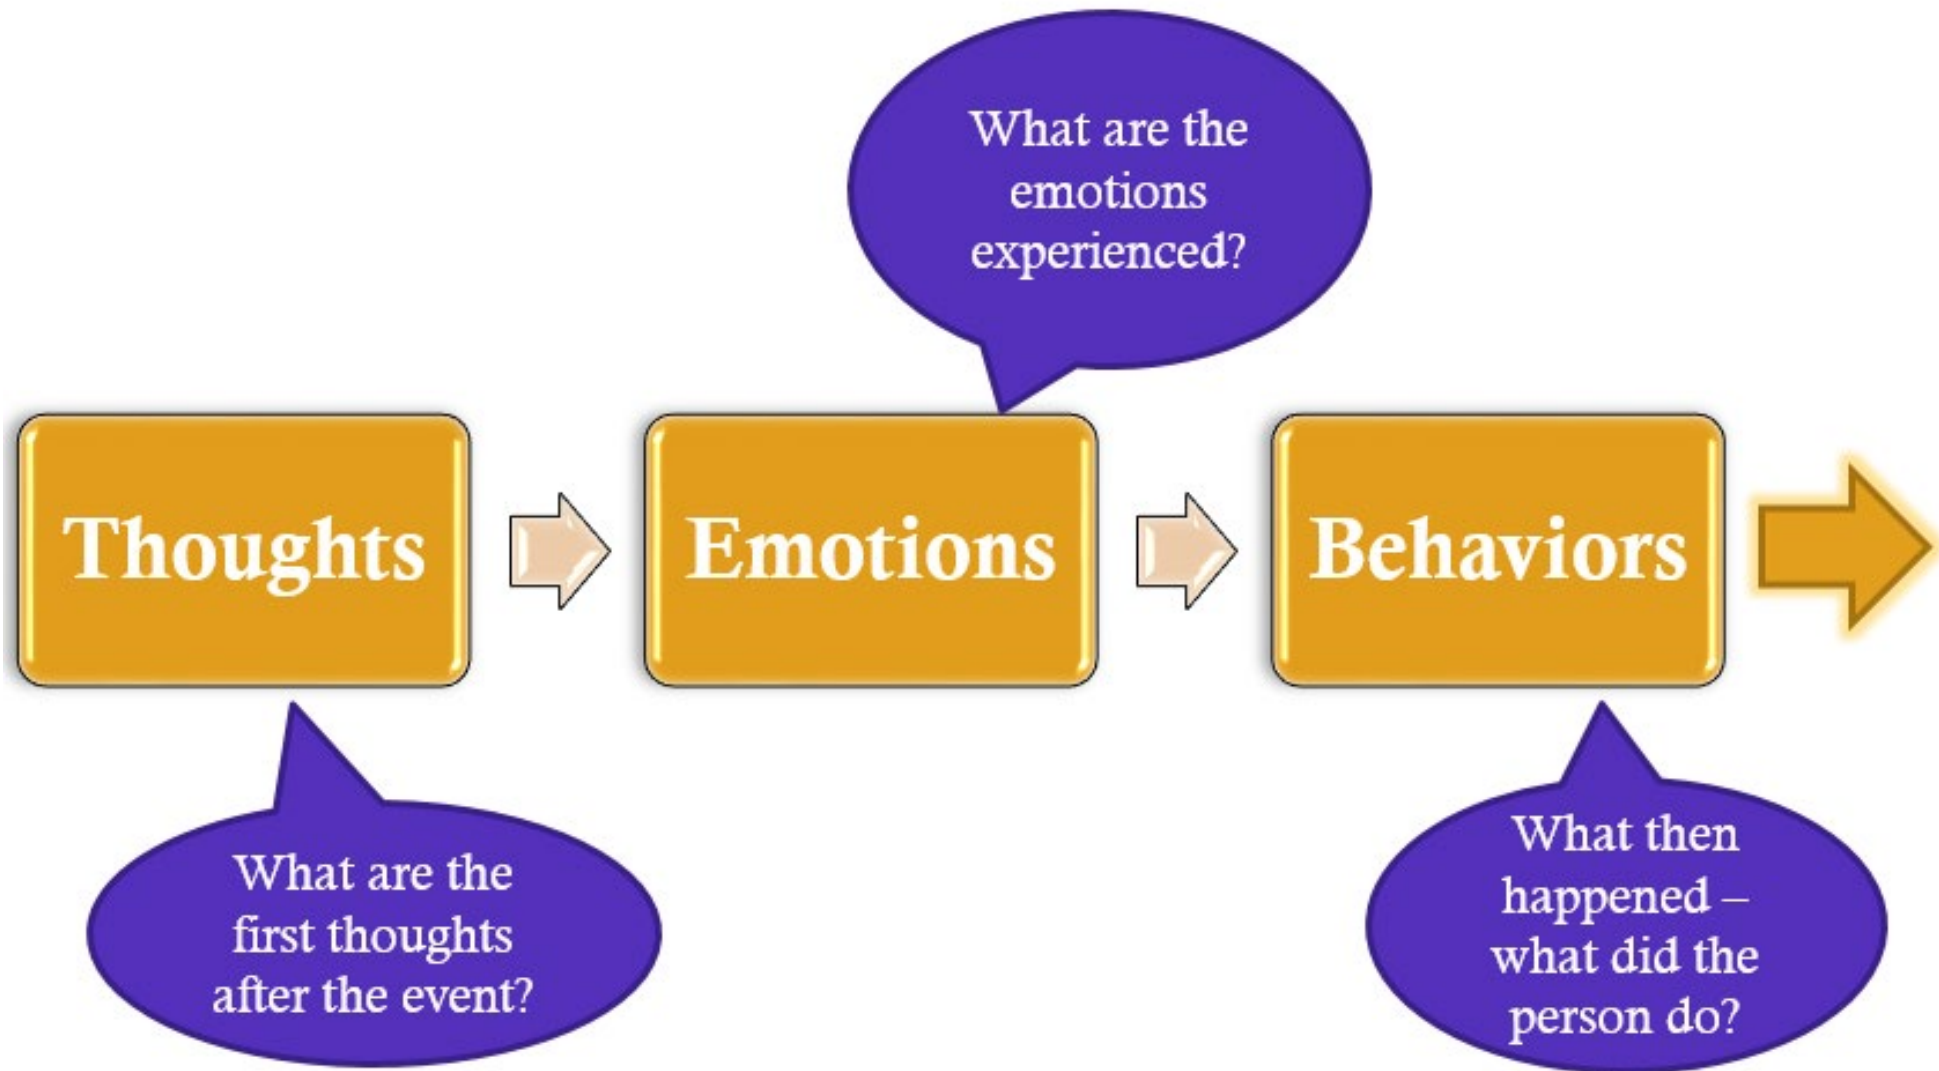 What are the
emotions
experienced?
Thoughts
Emotions
Behaviors
What are the
first thoughts
after the event?
What then
happened –
what did the
person do?